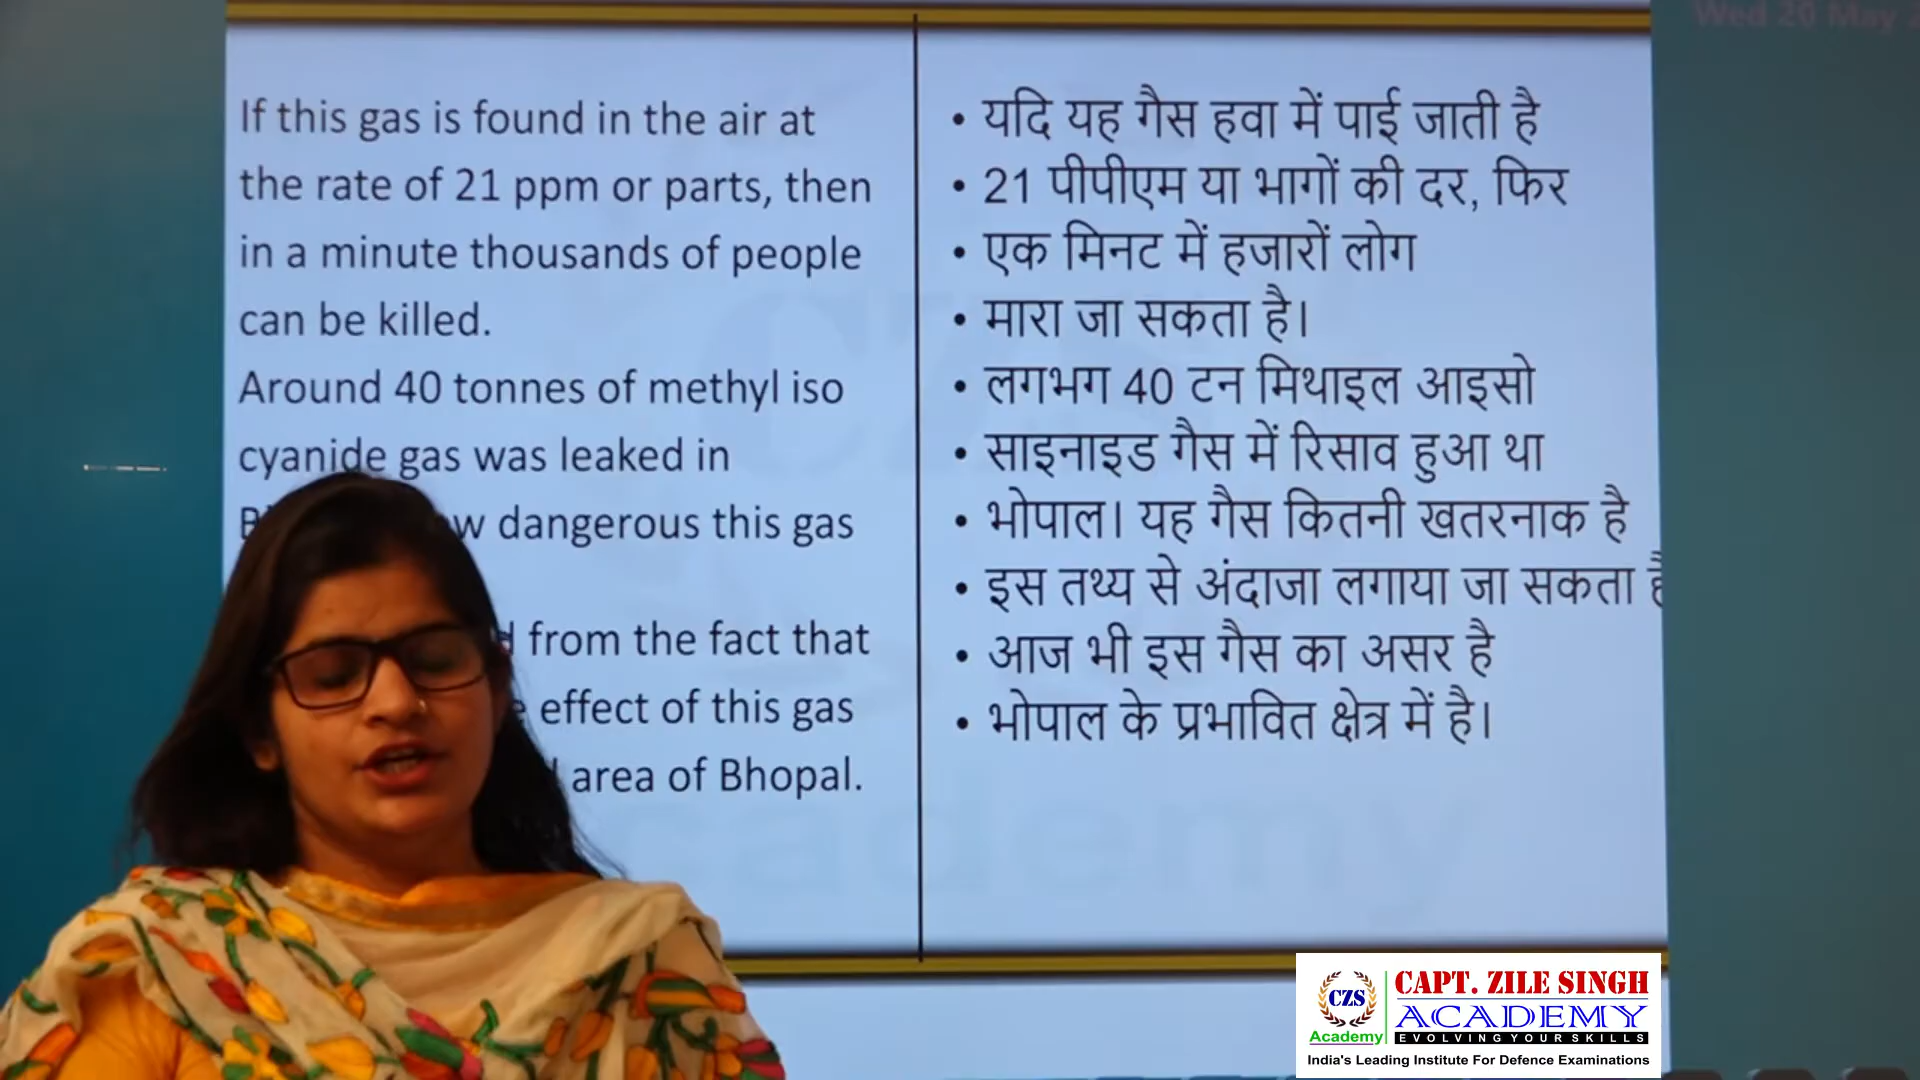 Wed 20 May
If this gas is found in the air at
the rate of 21 ppm or parts, then
in a minute thousands of people
can be killed.
Around 40 tonnes of methyl iso
cyanide gas was leaked in
dangerous this gas
from the fact that
effect of this gas
area of Bhopal.
• यदि यह गैस हवा में पाई जाती है
• 21 पीपीएम या भागों की दर, फिर
• एक मिनट में हजारों लोग
• मारा जा सकता है।
• लगभग 40 टन मिथाइल आइसो
• साइनाइड गैस में रिसाव हुआ था
• भोपाल। यह गैस कितनी खतरनाक है
• इस तथ्य से अंदाजा लगाया जा सकता है
• आज भी इस गैस का असर है
• भोपाल के प्रभावित क्षेत्र में है।
CZS
Academy
CAPT. ZILE SINGH
ACADEMY
EVOLVING YOUR SKILLS
India's Leading Institute For Defence Examinations